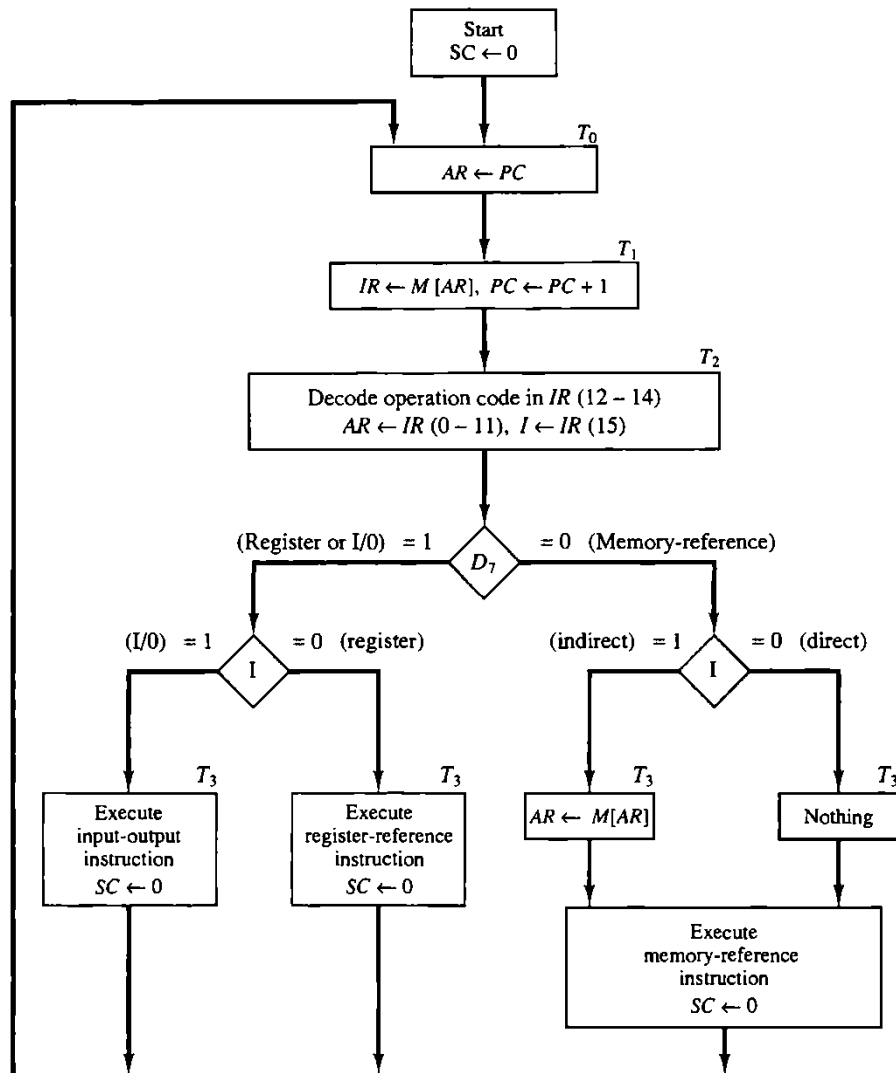 Start
SC ← 0
T₀
AR ← PC
T₁
IR ← M [AR], PC ← PC + 1
T₂
Decode operation code in IR (12 – 14)
AR ← IR (0 – 11), I ← IR (15)
(Register or I/0) = 1
D₇
= 0 (Memory-reference)
(I/0) = 1
I
= 0 (register)
(indirect) = 1
I
= 0 (direct)
T₃
Execute
input-output
instruction
SC ← 0
T₃
Execute
register-reference
instruction
SC ← 0
T₃
AR ← M[AR]
T₃
Nothing
Execute
memory-reference
instruction
SC ← 0